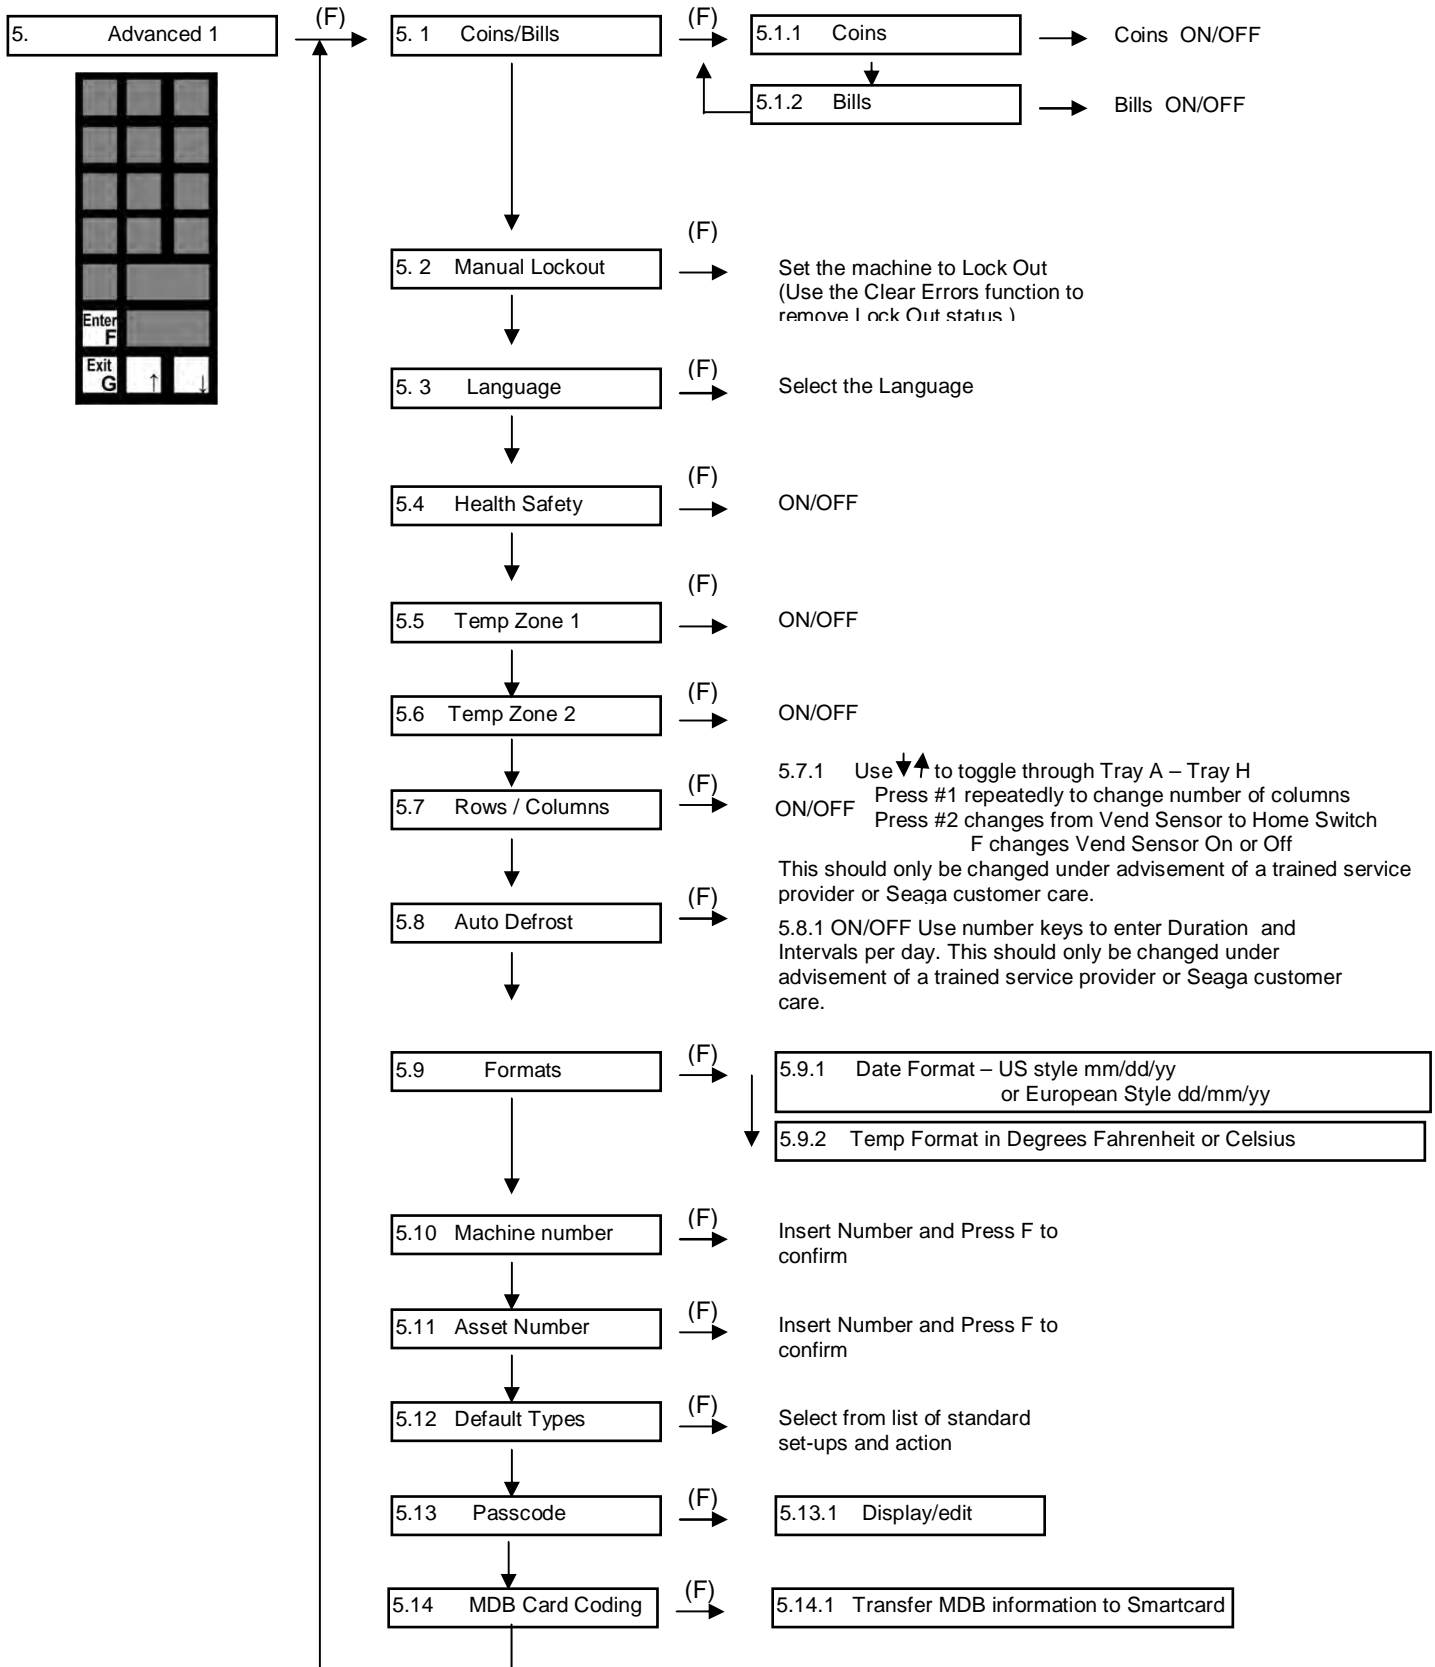 5. Advanced 1
(F)
5. 1 Coins/Bills
(F)
5.1.1 Coins
Coins ON/OFF
5.1.2 Bills
Bills ON/OFF
Enter
F
Exit
G ↑ ↓
5. 2 Manual Lockout
(F)
Set the machine to Lock Out
(Use the Clear Errors function to
remove Lock Out status )
5. 3 Language
(F)
Select the Language
5.4 Health Safety
(F)
ON/OFF
5.5 Temp Zone 1
(F)
ON/OFF
5.6 Temp Zone 2
(F)
ON/OFF
5.7 Rows / Columns
(F)
5.7.1 Use ↓↑ to toggle through Tray A – Tray H
Press #1 repeatedly to change number of columns
ON/OFF
Press #2 changes from Vend Sensor to Home Switch
F changes Vend Sensor On or Off
This should only be changed under advisement of a trained service
provider or Seaga customer care.
5.8 Auto Defrost
(F)
5.8.1 ON/OFF Use number keys to enter Duration and
Intervals per day. This should only be changed under
advisement of a trained service provider or Seaga customer
care.
5.9 Formats
(F)
5.9.1 Date Format – US style mm/dd/yy
or European Style dd/mm/yy
5.9.2 Temp Format in Degrees Fahrenheit or Celsius
5.10 Machine number
(F)
Insert Number and Press F to
confirm
5.11 Asset Number
(F)
Insert Number and Press F to
confirm
5.12 Default Types
(F)
Select from list of standard
set-ups and action
5.13 Passcode
(F)
5.13.1 Display/edit
5.14 MDB Card Coding
(F)
5.14.1 Transfer MDB information to Smartcard